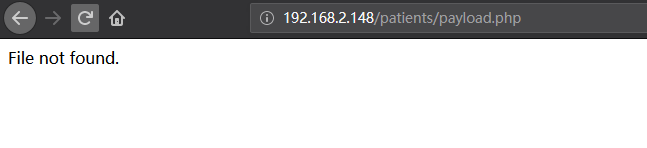 192.168.2.148/patients/payload.php
File not found.